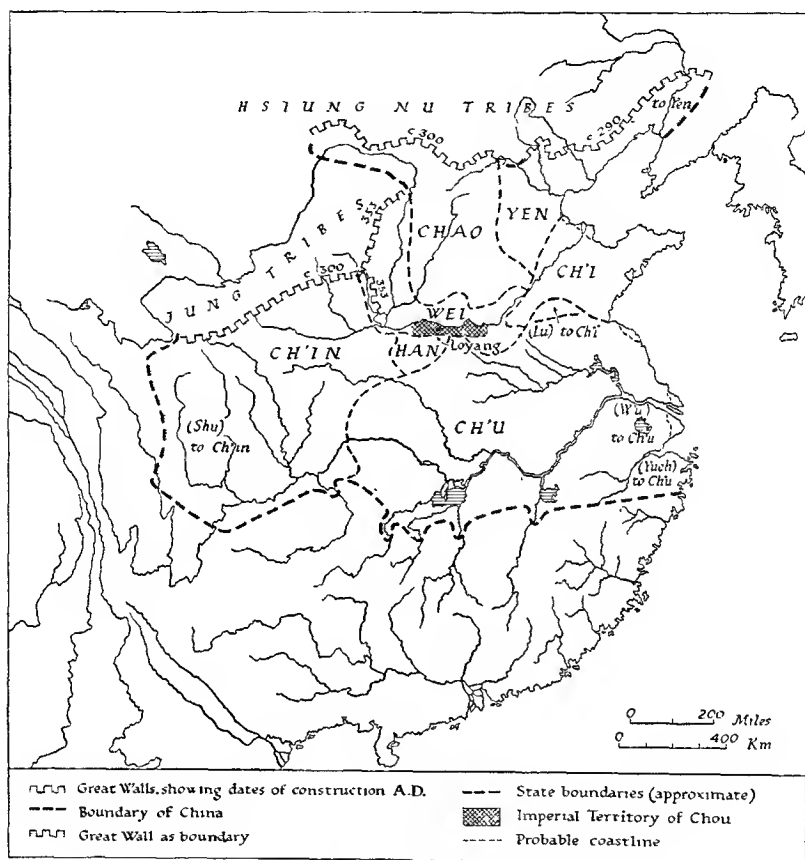 HSIUNG NU TRIBES
to Yen
c 290
c 300
353
JUNG TRIBES
CHAO
YEN
CH'I
c 300
353
WEI
(Lu) to Ch'i
CH'IN
HAN
Loyang
(Shu)
to Ch'in
CH'U
(Wu)
to Ch'u
(Yueh)
to Ch'u
0 200 Miles
0 400 Km
Great Walls, showing dates of construction A.D.
Boundary of China
Great Wall as boundary
State boundaries (approximate)
Imperial Territory of Chou
Probable coastline